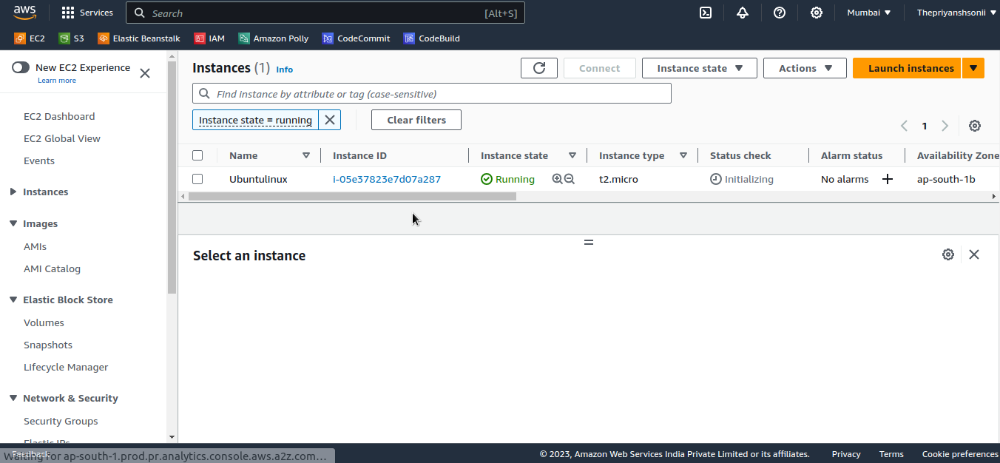 aws Services Search [Alt+S] Mumbai Thepriyanshsonii
EC2 S3 Elastic Beanstalk IAM Amazon Polly CodeCommit CodeBuild
New EC2 Experience
Learn more
EC2 Dashboard
EC2 Global View
Events
Instances
Images
AMIs
AMI Catalog
Elastic Block Store
Volumes
Snapshots
Lifecycle Manager
Network & Security
Security Groups
Elastic IPs
Instances (1) Info
Connect Instance state Actions Launch instances
Find instance by attribute or tag (case-sensitive)
Instance state = running Clear filters
1
Name Instance ID Instance state Instance type Status check Alarm status Availability Zone
Ubuntulinux i-05e37823e7d07a287 Running t2.micro Initializing No alarms ap-south-1b
Select an instance
Feedback
Waiting for ap-south-1.prod.pr.analytics.console.aws.a2z.com…
© 2023, Amazon Web Services India Private Limited or its affiliates. Privacy Terms Cookie preferences